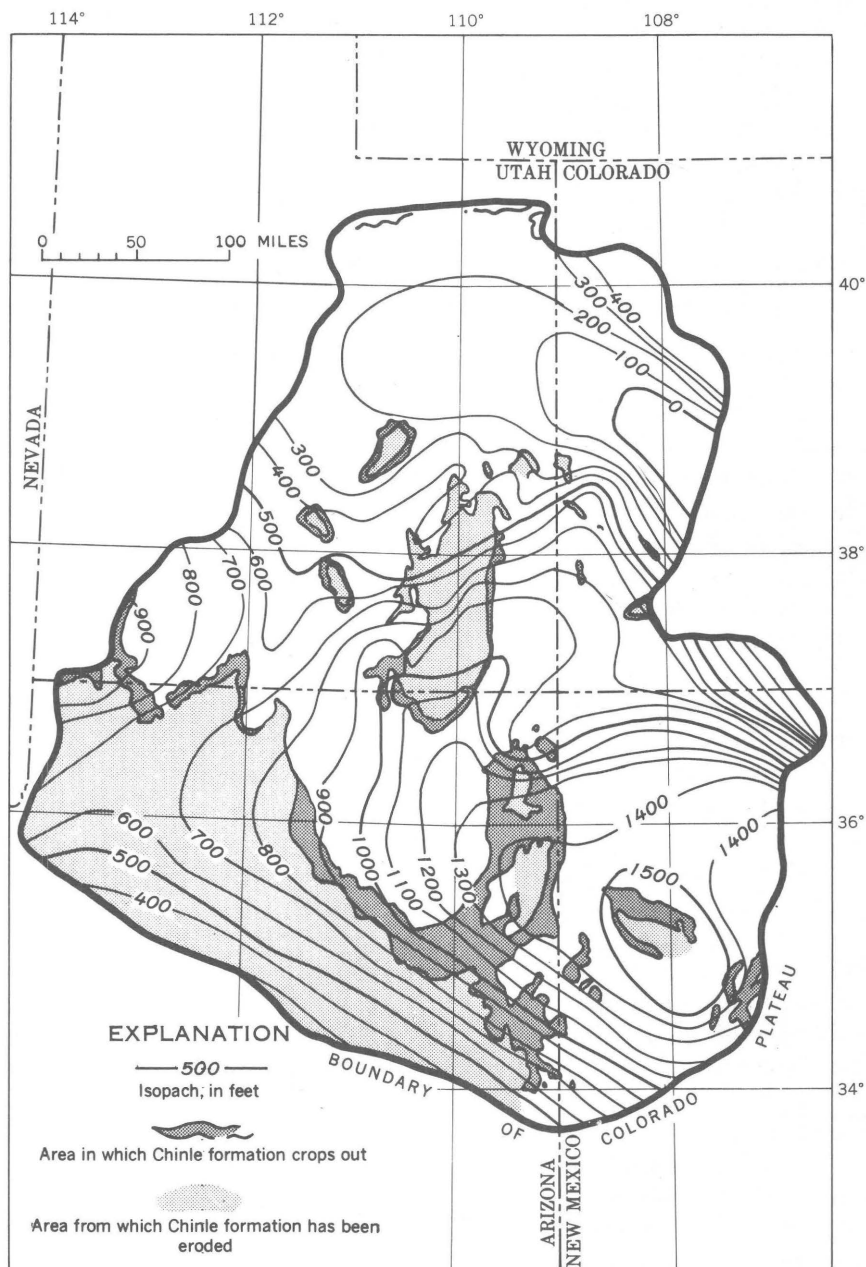 114° 112° 110° 108°
WYOMING
UTAH COLORADO
0 50 100 MILES
40°
300
400
200
100
0
NEVADA
300
400
500
600
38°
700
800
900
36°
1400
1400
600
700
900
500
800
1000
1200
1300
1100
400
1500
EXPLANATION
500
Isopach, in feet
Area in which Chinle formation crops out
Area from which Chinle formation has been
eroded
BOUNDARY OF COLORADO PLATEAU
34°
ARIZONA
NEW MEXICO